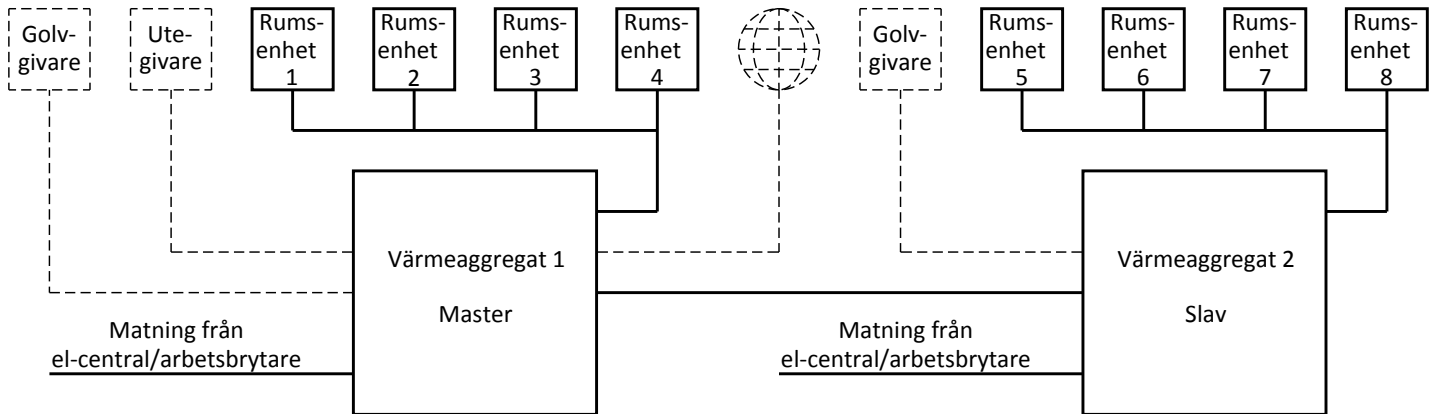 Golv-
givare
Ute-
givare
Rums-
enhet
1
Rums-
enhet
2
Rums-
enhet
3
Rums-
enhet
4
Golv-
givare
Rums-
enhet
5
Rums-
enhet
6
Rums-
enhet
7
Rums-
enhet
8
Värmeaggregat 1
Master
Matning från
el-central/arbetsbrytare
Värmeaggregat 2
Slav
Matning från
el-central/arbetsbrytare